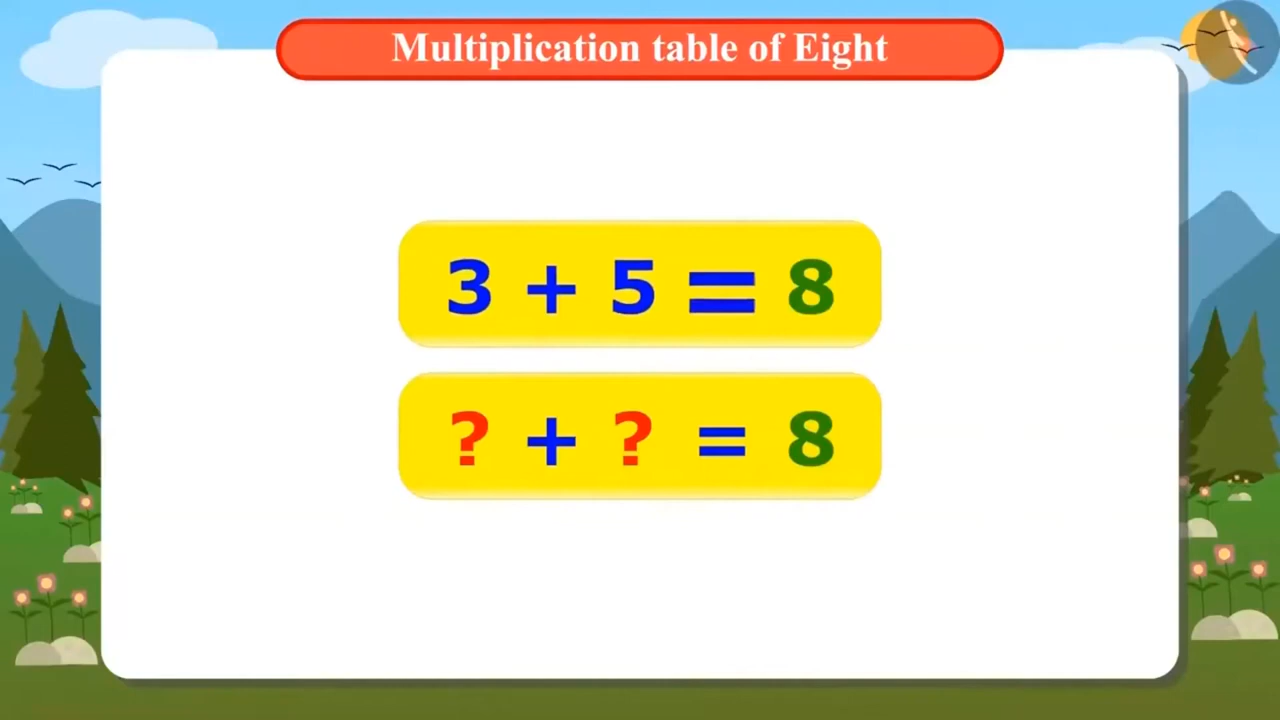 Multiplication table of Eight
3 + 5 = 8
? + ? = 8